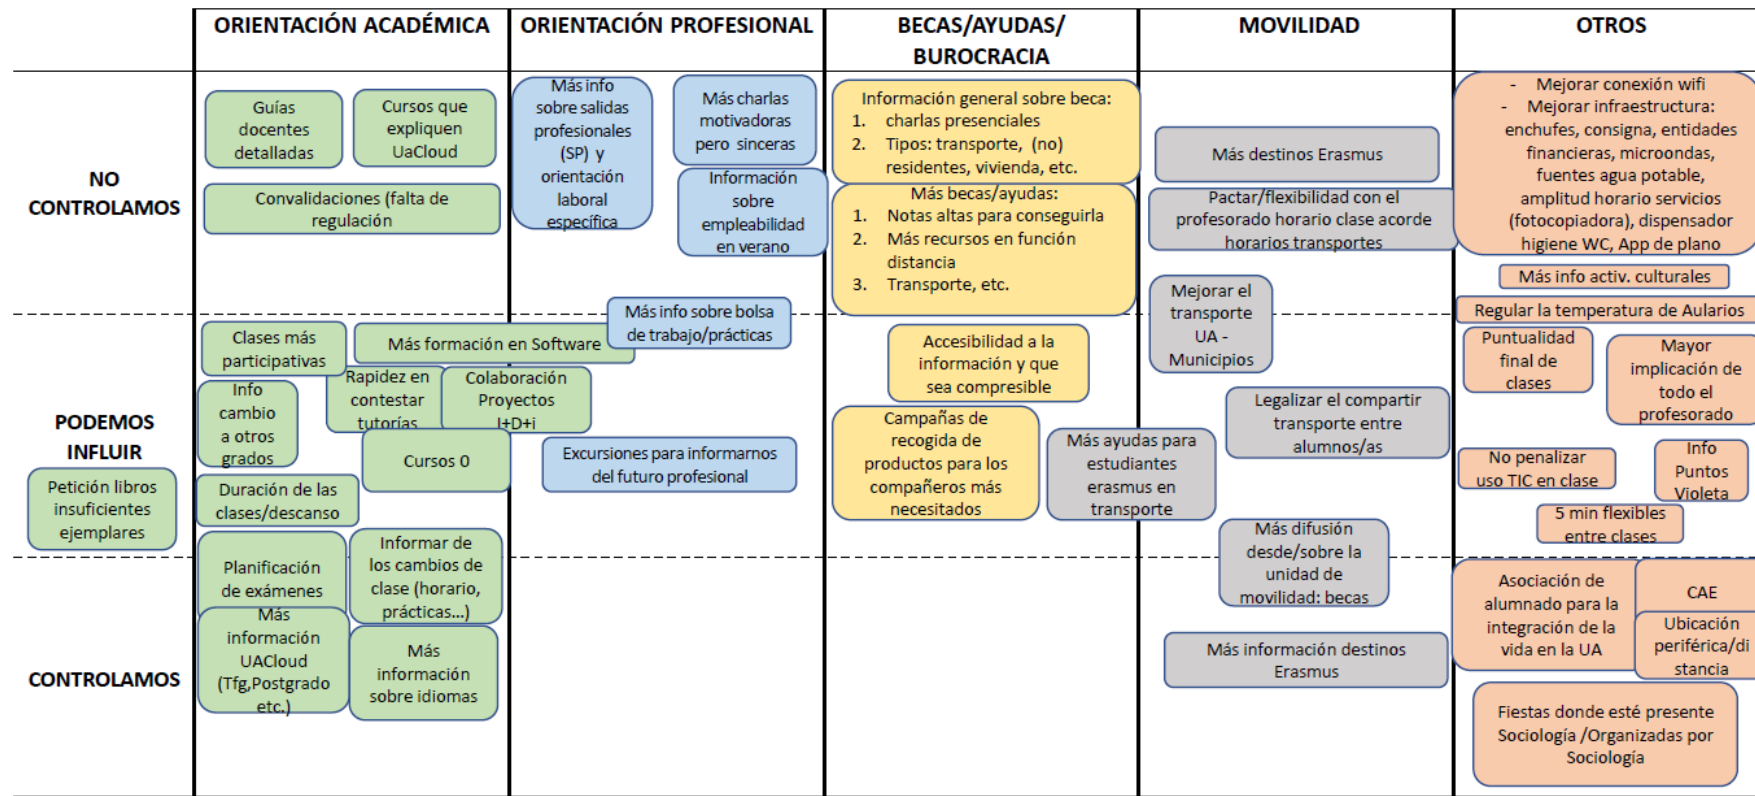 ORIENTACIÓN ACADÉMICA
ORIENTACIÓN PROFESIONAL
BECAS/AYUDAS/
BUROCRACIA
MOVILIDAD
OTROS
NO
CONTROLAMOS
Guías
docentes
detalladas
Cursos que
expliquen
UaCloud
Convalidaciones (falta de
regulación
Más info
sobre salidas
profesionales
(SP) y
orientación
laboral
específica
Más charlas
motivadoras
pero sinceras
Información
sobre
empleabilidad
en verano
Información general sobre beca:
1. charlas presenciales
2. Tipos: transporte, (no)
residentes, vivienda, etc.
Más becas/ayudas:
1. Notas altas para conseguirla
2. Más recursos en función
distancia
3. Transporte, etc.
Más destinos Erasmus
Pactar/flexibilidad con el
profesorado horario clase acorde
horarios transportes
Mejorar el
transporte
UA -
Municipios
- Mejorar conexión wifi
- Mejorar infraestructura:
enchufes, consigna, entidades
financieras, microondas,
fuentes agua potable,
amplitud horario servicios
(fotocopiadora), dispensador
higiene WC, App de plano
Más info activ. culturales
Regular la temperatura de Aularios
PODEMOS
INFLUIR
Petición libros
insuficientes
ejemplares
Clases más
participativas
Más formación en Software
Info
cambio
a otros
grados
Rapidez en
contestar
tutorías
Colaboración
Proyectos
I+D+i
Cursos 0
Duración de las
clases/descanso
Más info sobre bolsa
de trabajo/prácticas
Excursiones para informarnos
del futuro profesional
Accesibilidad a la
información y que
sea compresible
Campañas de
recogida de
productos para los
compañeros más
necesitados
Más ayudas para
estudiantes
erasmus en
transporte
Legalizar el compartir
transporte entre
alumnos/as
Más difusión
desde/sobre la
unidad de
movilidad: becas
Puntualidad
final de
clases
Mayor
implicación de
todo el
profesorado
No penalizar
uso TIC en clase
Info
Puntos
Violeta
5 min flexibles
entre clases
CONTROLAMOS
Planificación
de exámenes
Informar de
los cambios de
clase (horario,
prácticas...)
Más
información
UACloud
(Tfg,Postgrado
etc.)
Más
información
sobre idiomas
Más información destinos
Erasmus
Asociación de
alumnado para la
integración de la
vida en la UA
CAE
Ubicación
periférica/di
stancia
Fiestas donde esté presente
Sociología /Organizadas por
Sociología